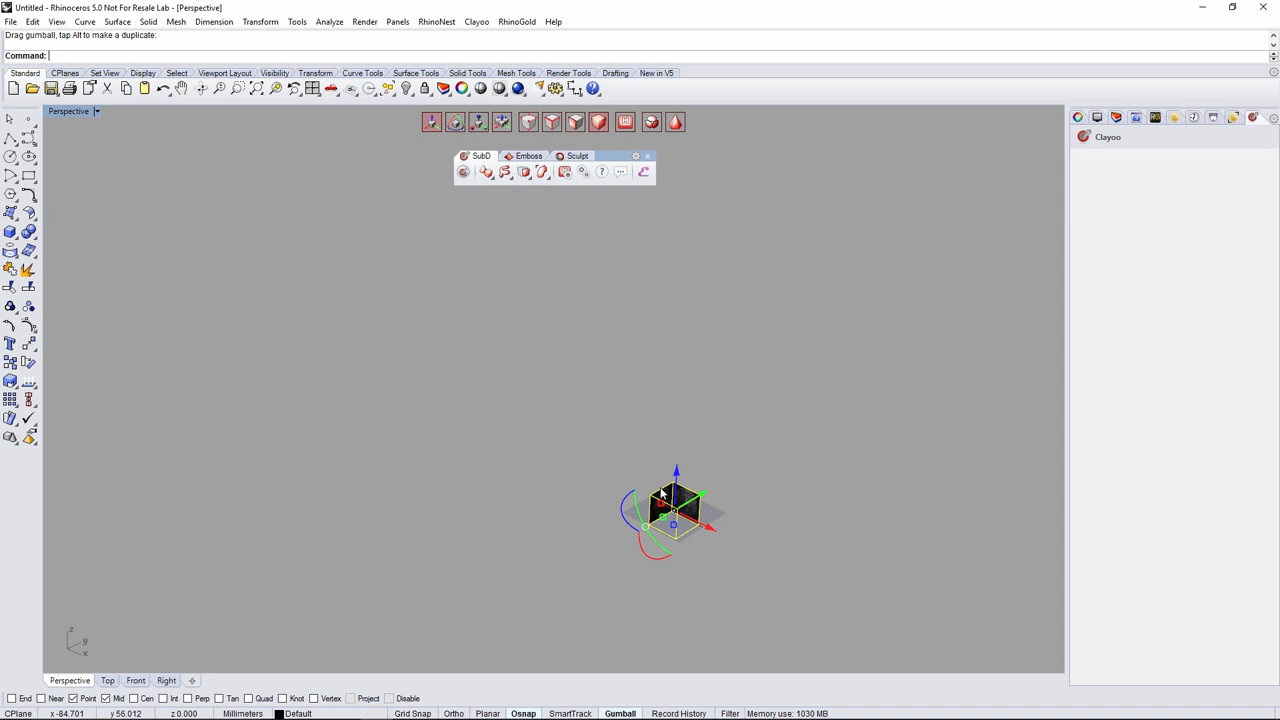 Untitled - Rhinoceros 5.0 Not For Resale Lab - [Perspective]
File Edit View Curve Surface Solid Mesh Dimension Transform Tools Analyze Render Panels RhinoNest Clayoo RhinoGold Help
Drag gumball, tap Alt to make a duplicate:
Command:
Standard CPlanes Set View Display Select Viewport Layout Visibility Transform Curve Tools Surface Tools Solid Tools Mesh Tools Render Tools Drafting New in V5
Perspective
Clayoo
SubD Emboss Sculpt
z
y
x
Perspective Top Front Right
End Near Point Mid Cen Int Perp Tan Quad Knot Vertex Project Disable
CPlane x -84.701 y 56.012 z 0.000 Millimeters Default Grid Snap Ortho Planar Osnap SmartTrack Gumball Record History Filter Memory use: 1030 MB